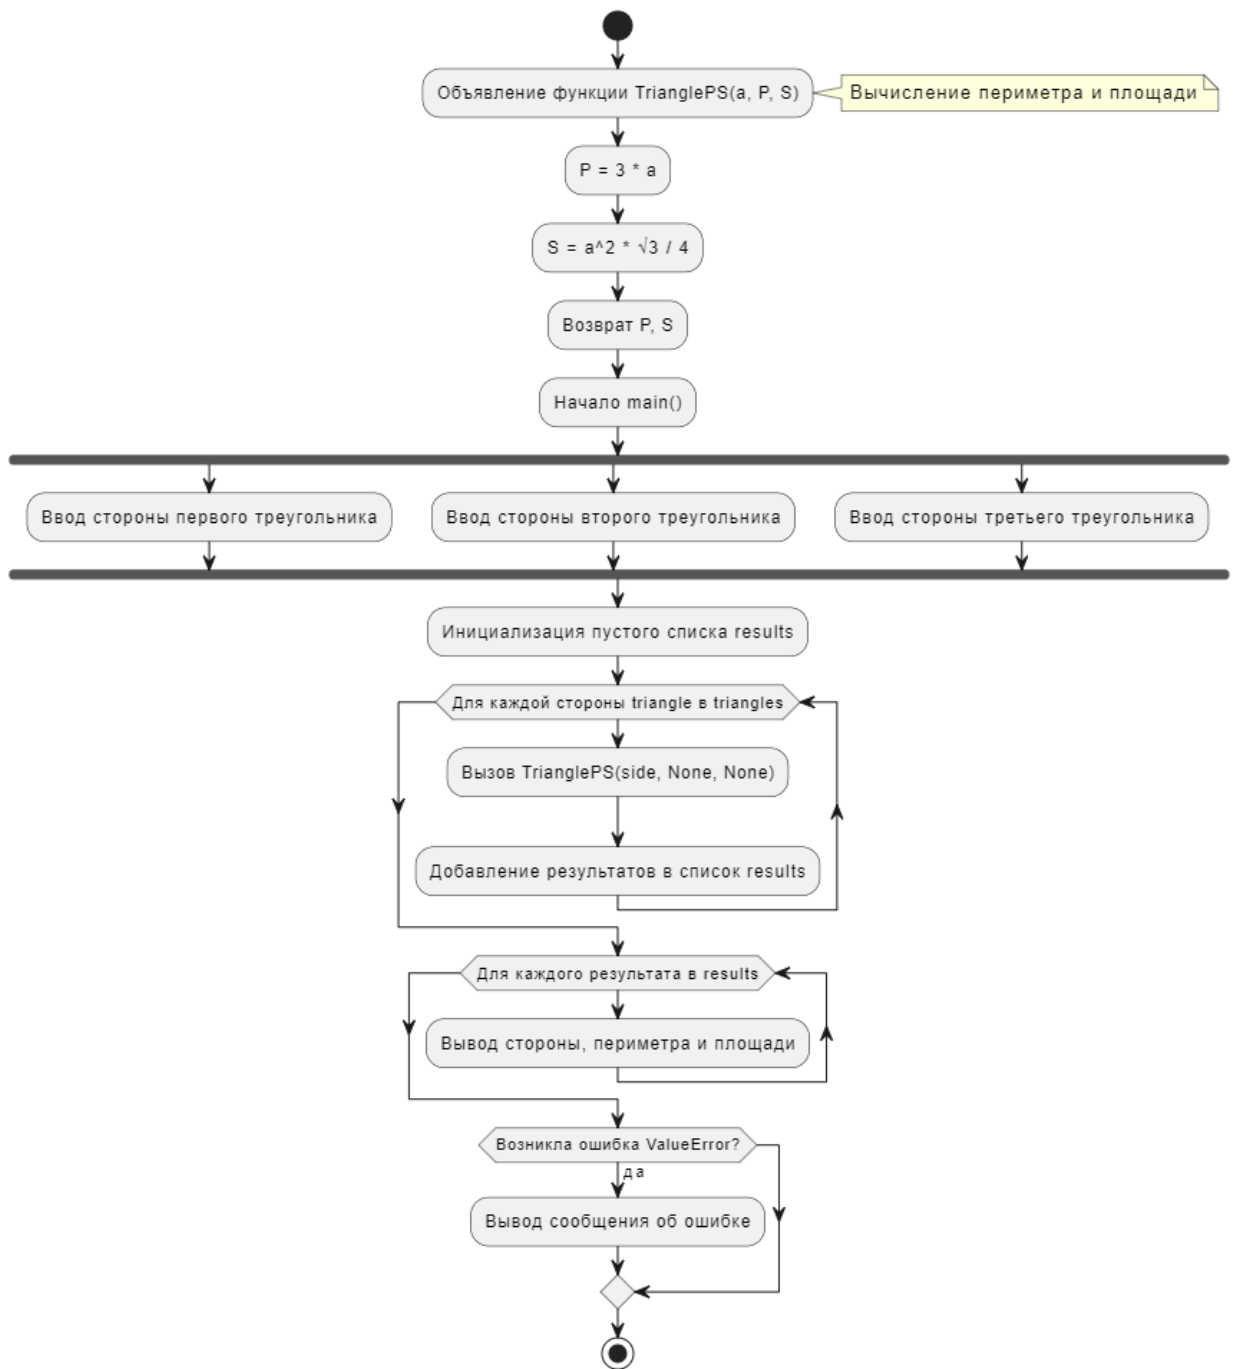 Объявление функции TrianglePS(a, P, S)
Вычисление периметра и площади
P = 3 * a
S = a^2 * √3 / 4
Возврат P, S
Начало main()
Ввод стороны первого треугольника
Ввод стороны второго треугольника
Ввод стороны третьего треугольника
Инициализация пустого списка results
Для каждой стороны triangle в triangles
Вызов TrianglePS(side, None, None)
Добавление результатов в список results
Для каждого результата в results
Вывод стороны, периметра и площади
Возникла ошибка ValueError?
да
Вывод сообщения об ошибке